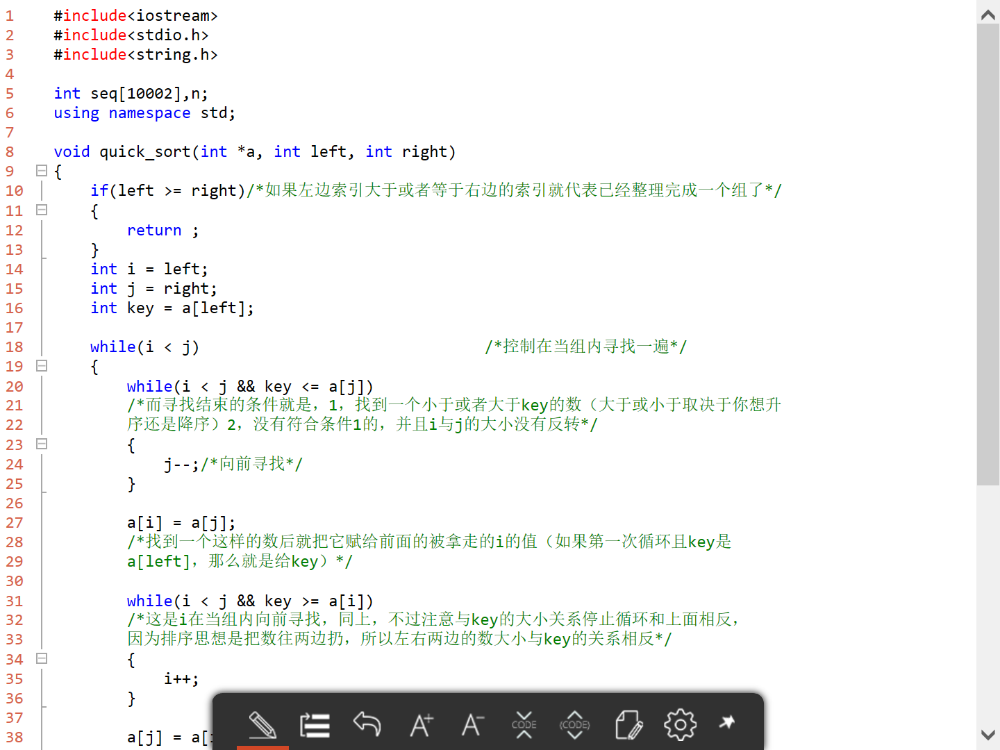 1 #include<iostream>
2 #include<stdio.h>
3 #include<string.h>
4
5 int seq[10002],n;
6 using namespace std;
7
8 void quick_sort(int *a, int left, int right)
9 {
10 if(left >= right)/*如果左边索引大于或者等于右边的索引就代表已经整理完成一个组了*/
11 {
12 return ;
13 }
14 int i = left;
15 int j = right;
16 int key = a[left];
17
18 while(i < j) /*控制在当组内寻找一遍*/
19 {
20 while(i < j && key <= a[j])
21 /*而寻找结束的条件就是，1，找到一个小于或者大于key的数（大于或小于取决于你想升
22 序还是降序）2，没有符合条件1的，并且i与j的大小没有反转*/
23 {
24 j--;/*向前寻找*/
25 }
26
27 a[i] = a[j];
28 /*找到一个这样的数后就把它赋给前面的被拿走的i的值（如果第一次循环且key是
29 a[left]，那么就是给key）*/
30
31 while(i < j && key >= a[i])
32 /*这是i在当组内向前寻找，同上，不过注意与key的大小关系停止循环和上面相反，
33 因为排序思想是把数往两边扔，所以左右两边的数大小与key的关系相反*/
34 {
35 i++;
36 }
37
38 a[j] = a[
A+ A- CODE (CODE)